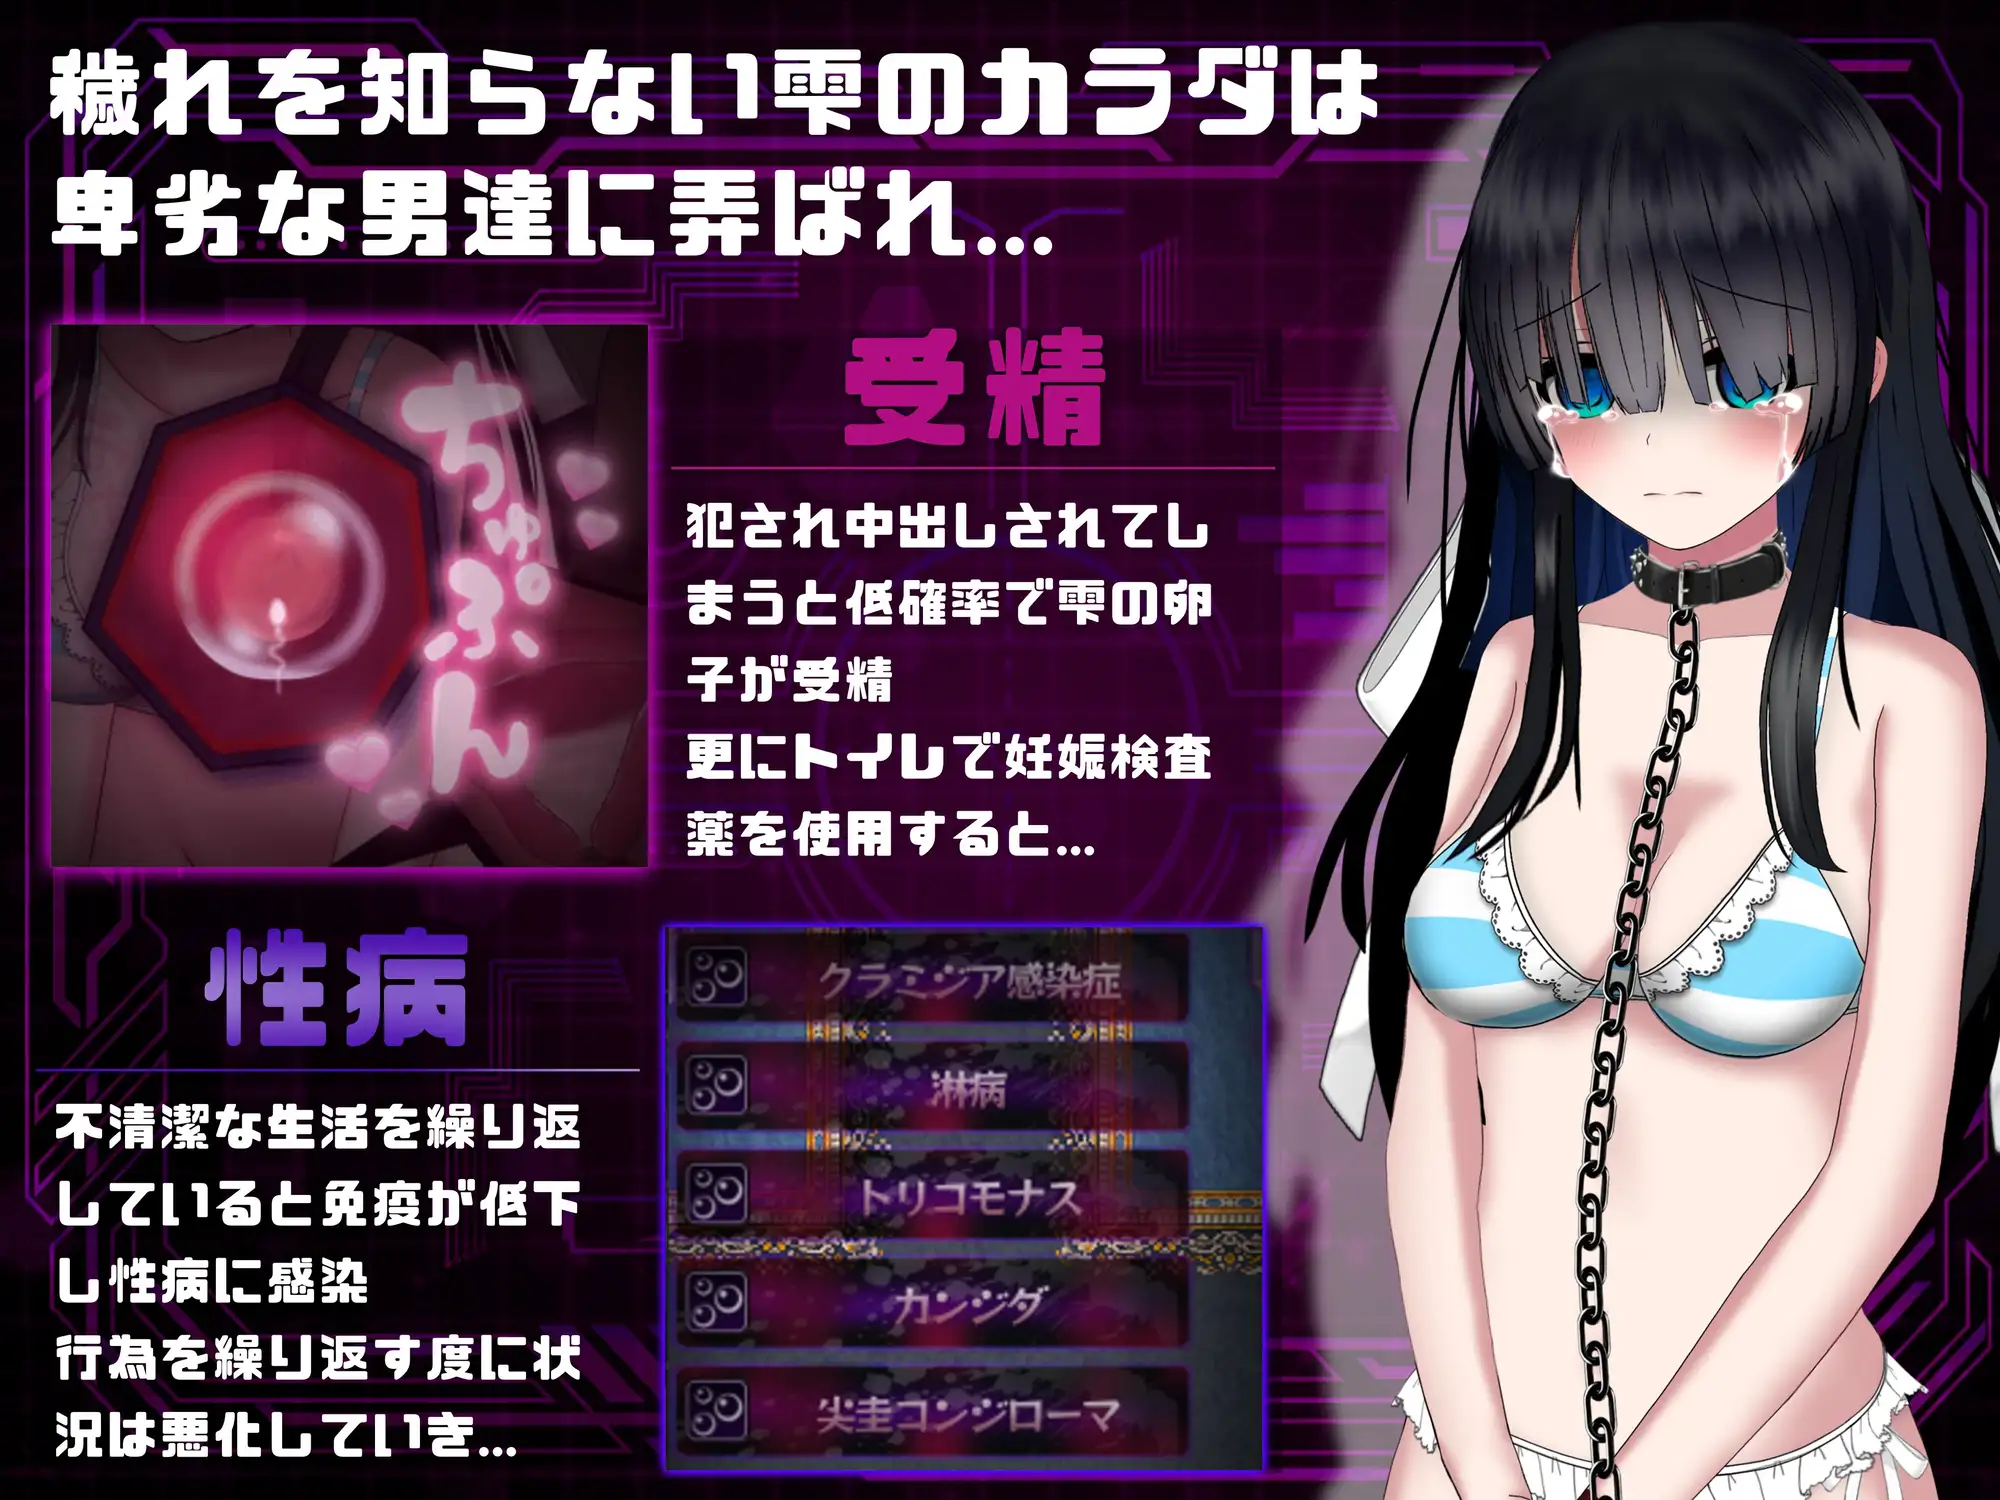 穢れを知らない雫のカラダは
卑劣な男達に弄ばれ…
ちゅぷん
受精
犯され中出しされてし
まうと低確率で雫の卵
子が受精
更にトイレで妊娠検査
薬を使用すると…
性病
不清潔な生活を繰り返
していると免疫が低下
し性病に感染
行為を繰り返す度に状
況は悪化していき…
クラミジア感染症
淋病
トリコモナス
カンジダ
尖圭コンジローマ